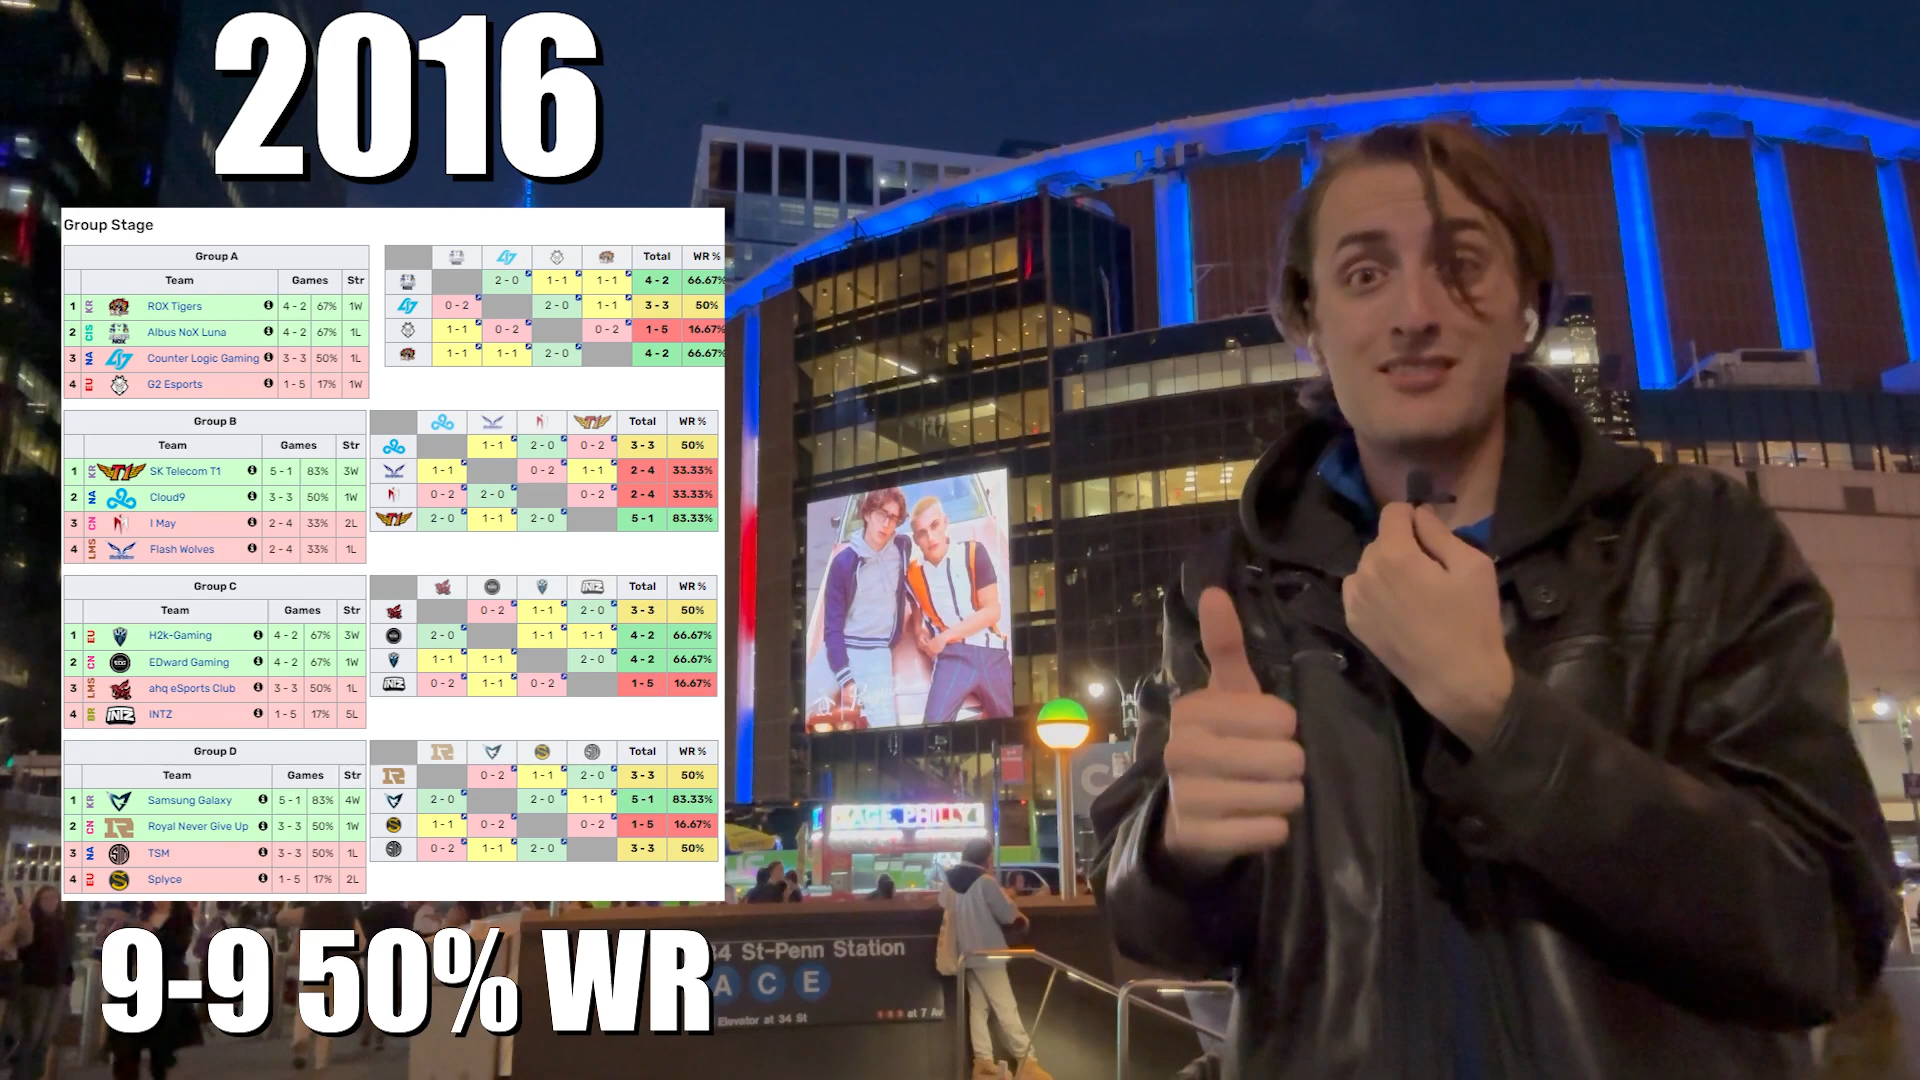 2016
Group Stage
Group A
Team Games Str
1 KR ROX Tigers 4 - 2 67% 1W
2 CIS Albus NoX Luna 4 - 2 67% 1L
3 NA Counter Logic Gaming 3 - 3 50% 1L
4 EU G2 Esports 1 - 5 17% 1W
Total WR %
2 - 0 1 - 1 1 - 1 4 - 2 66.67%
0 - 2 2 - 0 1 - 1 3 - 3 50%
1 - 1 0 - 2 0 - 2 1 - 5 16.67%
1 - 1 1 - 1 2 - 0 4 - 2 66.67%
Group B
Team Games Str
1 KR SK Telecom T1 5 - 1 83% 3W
2 NA Cloud9 3 - 3 50% 1W
3 CN I May 2 - 4 33% 2L
4 LMS Flash Wolves 2 - 4 33% 1L
Total WR %
1 - 1 2 - 0 0 - 2 3 - 3 50%
1 - 1 0 - 2 1 - 1 2 - 4 33.33%
0 - 2 2 - 0 0 - 2 2 - 4 33.33%
2 - 0 1 - 1 2 - 0 5 - 1 83.33%
Group C
Team Games Str
1 EU H2k-Gaming 4 - 2 67% 3W
2 CN EDward Gaming 4 - 2 67% 1W
3 LMS ahq eSports Club 3 - 3 50% 1L
4 BR INTZ 1 - 5 17% 5L
Total WR %
0 - 2 1 - 1 2 - 0 3 - 3 50%
2 - 0 1 - 1 1 - 1 4 - 2 66.67%
1 - 1 1 - 1 2 - 0 4 - 2 66.67%
0 - 2 1 - 1 0 - 2 1 - 5 16.67%
Group D
Team Games Str
1 KR Samsung Galaxy 5 - 1 83% 4W
2 CN Royal Never Give Up 3 - 3 50% 1W
3 NA TSM 3 - 3 50% 1L
4 EU Splyce 1 - 5 17% 2L
Total WR %
0 - 2 1 - 1 2 - 0 3 - 3 50%
2 - 0 2 - 0 1 - 1 5 - 1 83.33%
1 - 1 0 - 2 0 - 2 1 - 5 16.67%
0 - 2 1 - 1 2 - 0 3 - 3 50%
9-9 50% WR
PHILLY
34 St-Penn Station
A C E
Elevator at 34 St
at 7 Av